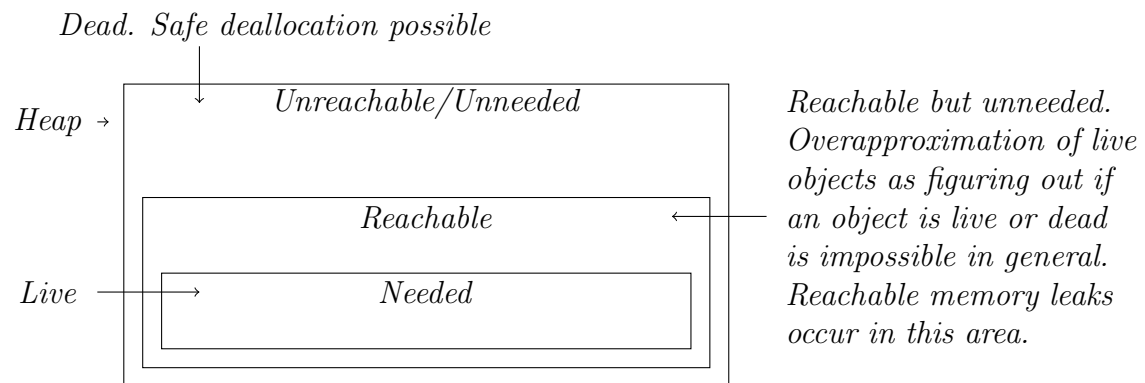 Dead. Safe deallocation possible
Unreachable/Unneeded
Heap
Reachable
Live
Needed
Reachable but unneeded.
Overapproximation of live
objects as figuring out if
an object is live or dead
is impossible in general.
Reachable memory leaks
occur in this area.